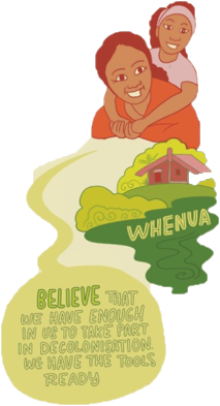 WHENUA
BELIEVE THAT
WE HAVE ENOUGH
IN US TO TAKE PART
IN DECOLONISATION.
WE HAVE THE TOOLS
READY